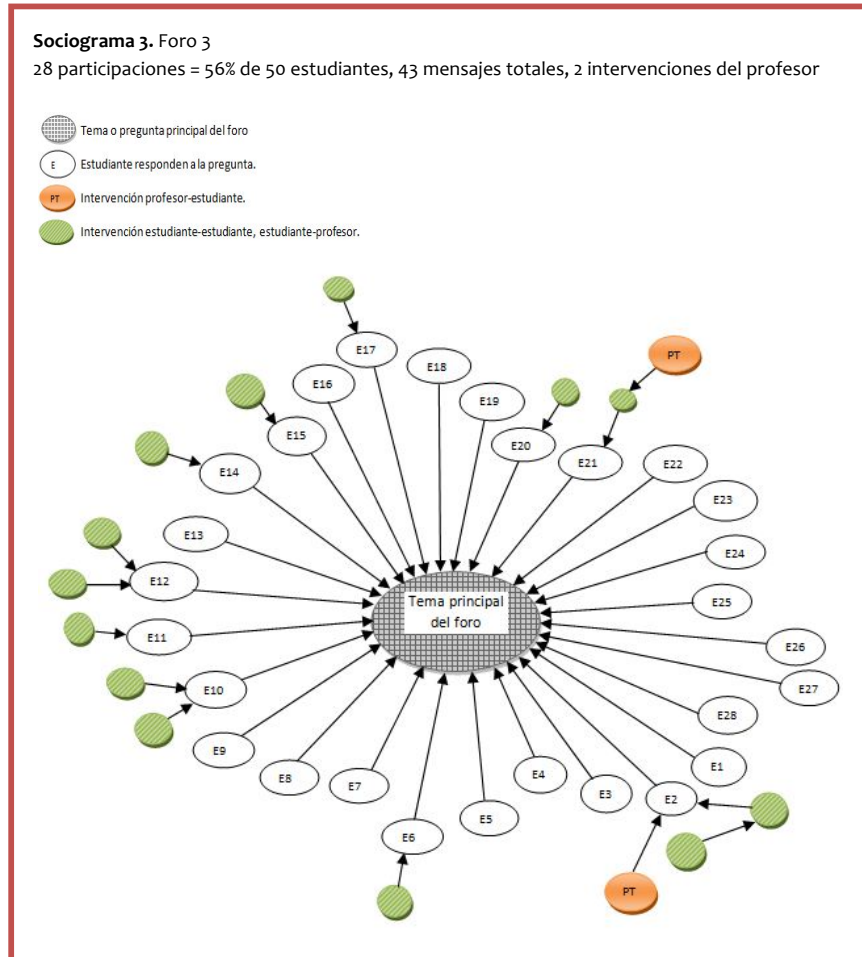 Sociograma 3. Foro 3
28 participaciones = 56% de 50 estudiantes, 43 mensajes totales, 2 intervenciones del profesor
Tema o pregunta principal del foro
E Estudiante responden a la pregunta.
PT Intervención profesor-estudiante.
Intervención estudiante-estudiante, estudiante-profesor.
E17
PT
E18
E16
E19
E15
E20
E21
E22
E14
E23
E13
E24
E12
Tema principal
del foro
E25
E11
E26
E10
E27
E28
E9
E1
E8
E4
E7
E3
E2
E5
E6
PT